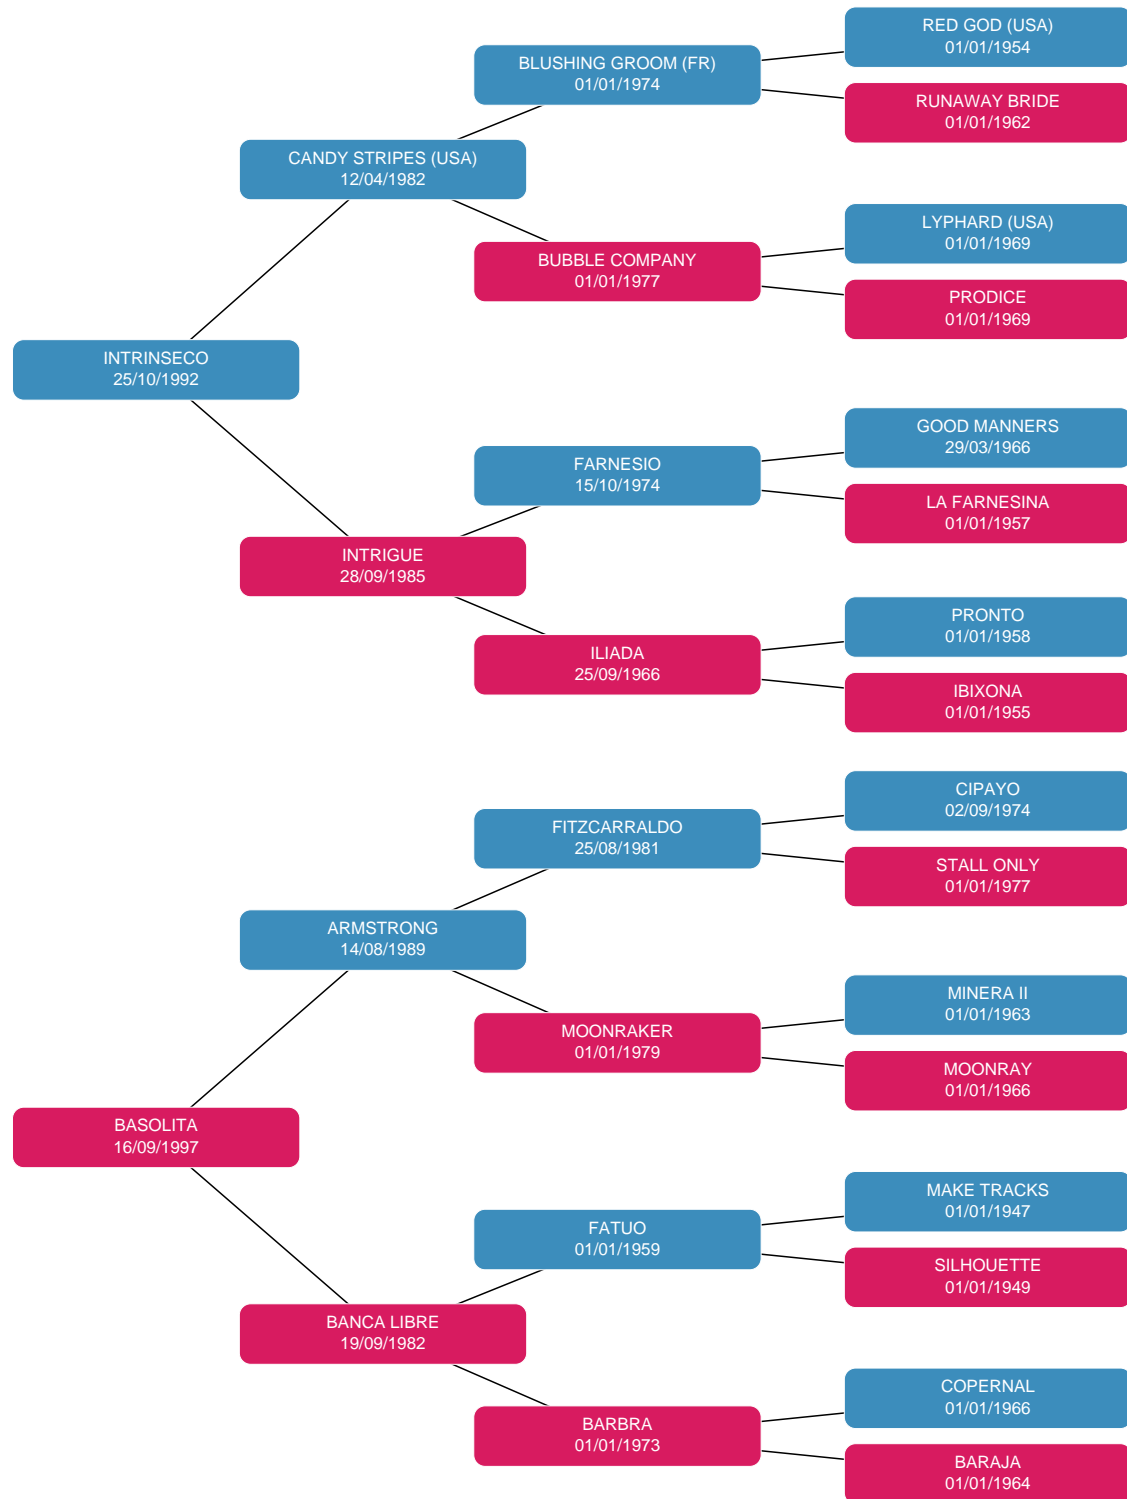 RED GOD (USA)
01/01/1954
BLUSHING GROOM (FR)
01/01/1974
RUNAWAY BRIDE
01/01/1962
CANDY STRIPES (USA)
12/04/1982
LYPHARD (USA)
01/01/1969
BUBBLE COMPANY
01/01/1977
PRODICE
01/01/1969
INTRINSECO
25/10/1992
GOOD MANNERS
29/03/1966
FARNESIO
15/10/1974
LA FARNESINA
01/01/1957
INTRIGUE
28/09/1985
PRONTO
01/01/1958
ILIADA
25/09/1966
IBIXONA
01/01/1955
CIPAYO
02/09/1974
FITZCARRALDO
25/08/1981
STALL ONLY
01/01/1977
ARMSTRONG
14/08/1989
MINERA II
01/01/1963
MOONRAKER
01/01/1979
MOONRAY
01/01/1966
BASOLITA
16/09/1997
MAKE TRACKS
01/01/1947
FATUO
01/01/1959
SILHOUETTE
01/01/1949
BANCA LIBRE
19/09/1982
COPERNAL
01/01/1966
BARBRA
01/01/1973
BARAJA
01/01/1964